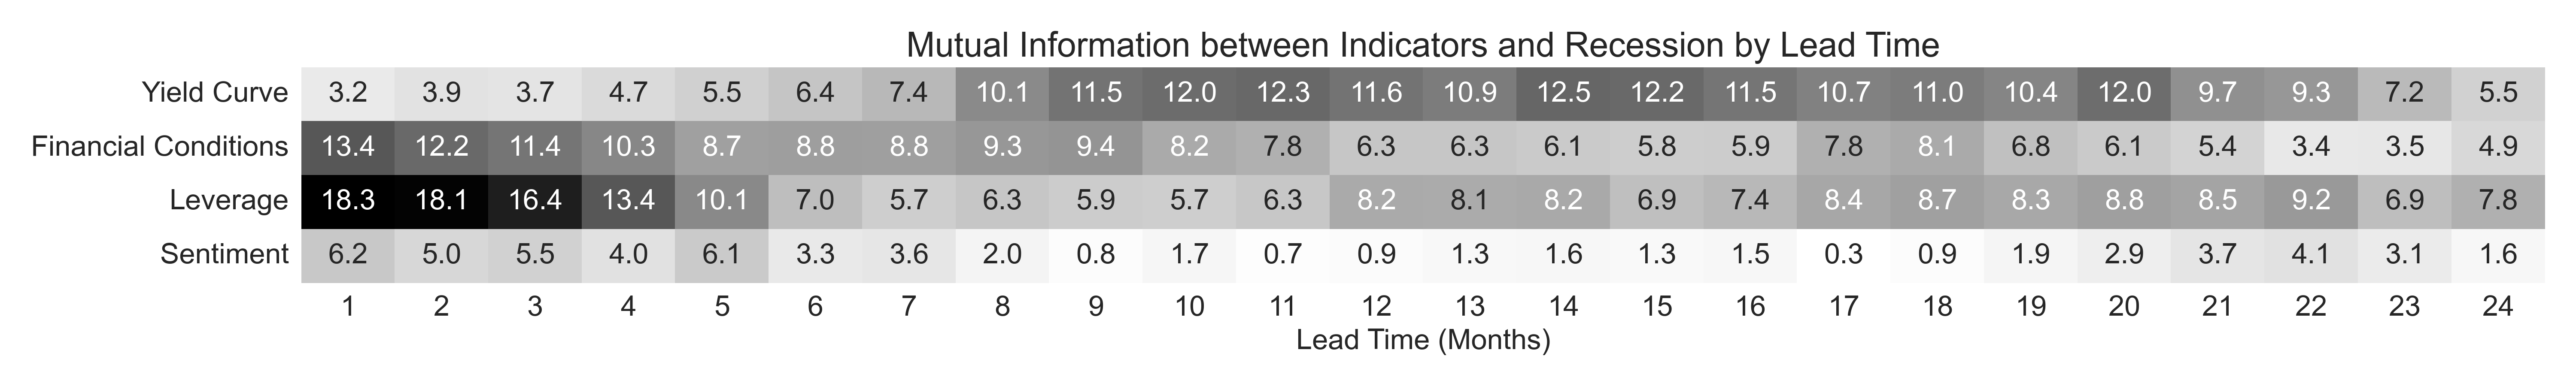 Mutual Information between Indicators and Recession by Lead Time
Yield Curve 3.2 3.9 3.7 4.7 5.5 6.4 7.4 10.1 11.5 12.0 12.3 11.6 10.9 12.5 12.2 11.5 10.7 11.0 10.4 12.0 9.7 9.3 7.2 5.5
Financial Conditions 13.4 12.2 11.4 10.3 8.7 8.8 8.8 9.3 9.4 8.2 7.8 6.3 6.3 6.1 5.8 5.9 7.8 8.1 6.8 6.1 5.4 3.4 3.5 4.9
Leverage 18.3 18.1 16.4 13.4 10.1 7.0 5.7 6.3 5.9 5.7 6.3 8.2 8.1 8.2 6.9 7.4 8.4 8.7 8.3 8.8 8.5 9.2 6.9 7.8
Sentiment 6.2 5.0 5.5 4.0 6.1 3.3 3.6 2.0 0.8 1.7 0.7 0.9 1.3 1.6 1.3 1.5 0.3 0.9 1.9 2.9 3.7 4.1 3.1 1.6
1 2 3 4 5 6 7 8 9 10 11 12 13 14 15 16 17 18 19 20 21 22 23 24
Lead Time (Months)